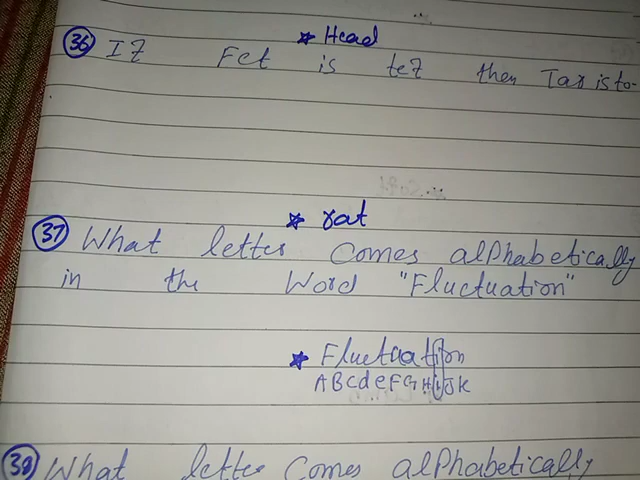 * Head
36 IF Fet is teF then Tar is to-
* rat
37 What letter comes alphabetically
in the Word "Fluctuation"
* Fluctuation
ABCdeFGHIJK
38 What letter comes alphabetically